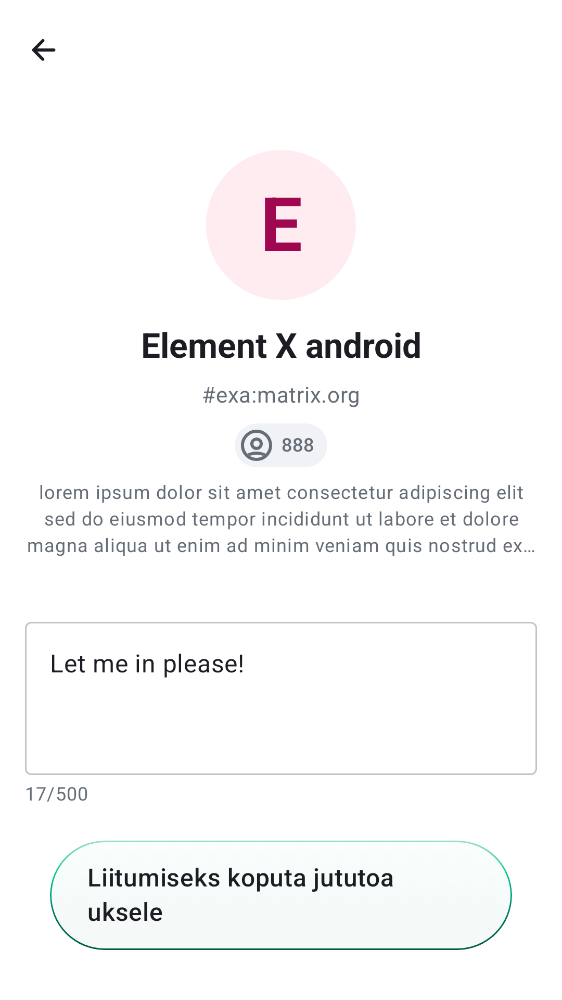 E
Element X android
#exa:matrix.org
888
lorem ipsum dolor sit amet consectetur adipiscing elit
sed do eiusmod tempor incididunt ut labore et dolore
magna aliqua ut enim ad minim veniam quis nostrud ex…
Let me in please!
17/500
Liitumiseks koputa jututoa
uksele